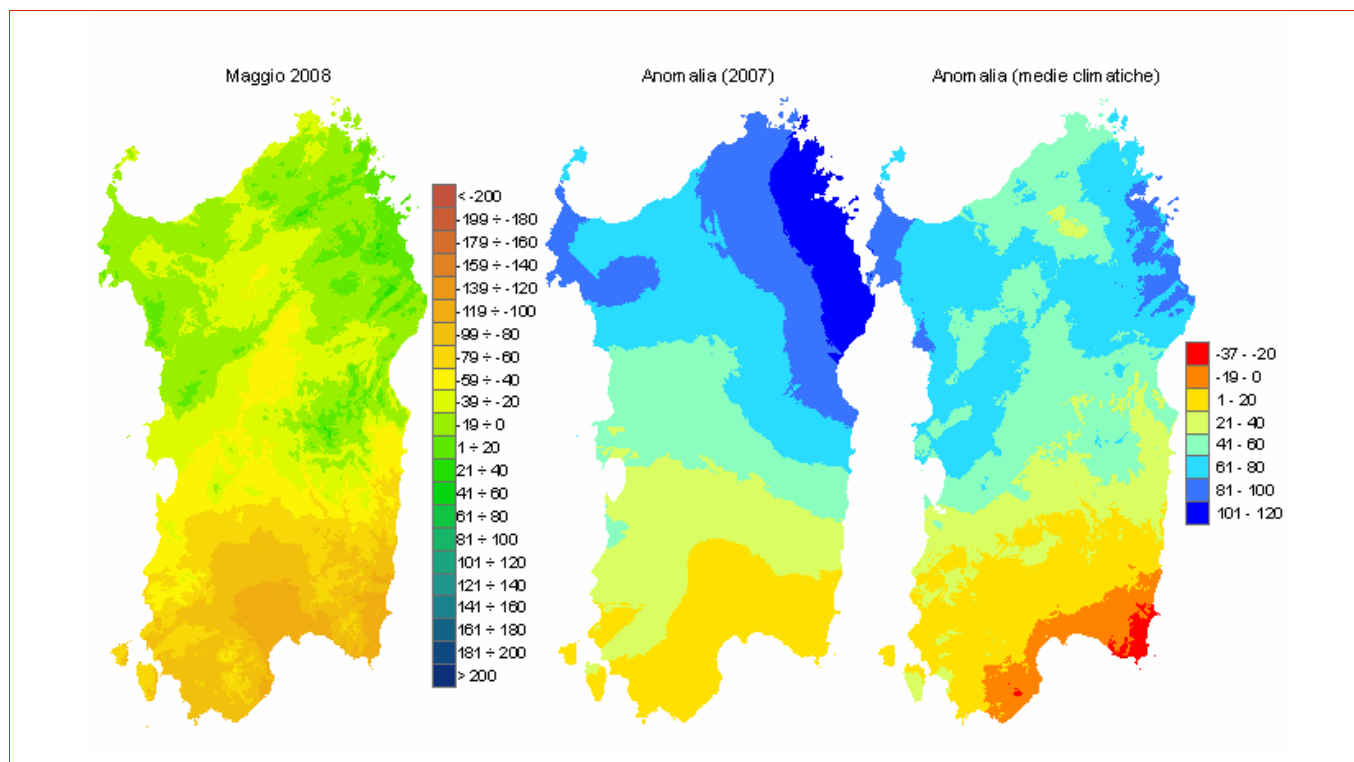 Maggio 2008
Anomalia (2007)
Anomalia (medie climatiche)
< -200
-199 ÷ -180
-179 ÷ -160
-159 ÷ -140
-139 ÷ -120
-119 ÷ -100
-99 ÷ -80
-79 ÷ -60
-59 ÷ -40
-39 ÷ -20
-19 ÷ 0
1 ÷ 20
21 ÷ 40
41 ÷ 60
61 ÷ 80
81 ÷ 100
101 ÷ 120
121 ÷ 140
141 ÷ 160
161 ÷ 180
181 ÷ 200
> 200
-37 - -20
-19 - 0
1 - 20
21 - 40
41 - 60
61 - 80
81 - 100
101 - 120